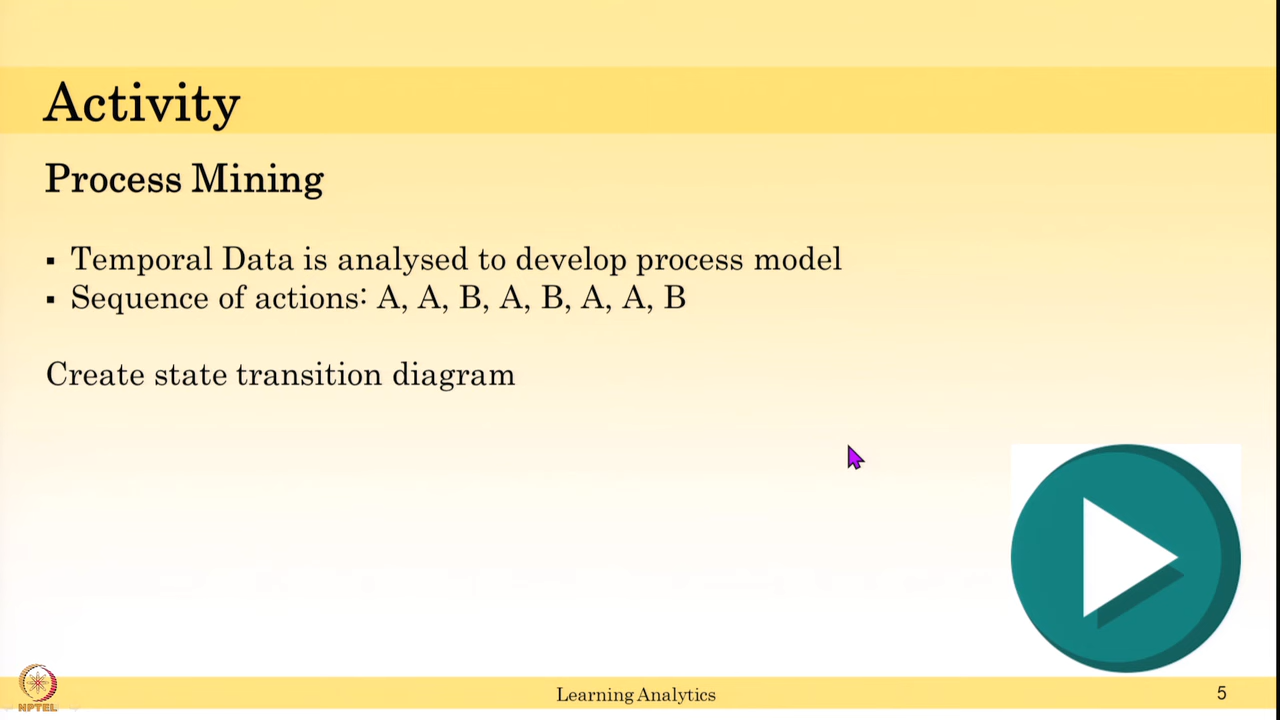 Activity
Process Mining
▪ Temporal Data is analysed to develop process model
▪ Sequence of actions: A, A, B, A, B, A, A, B
Create state transition diagram
NPTEL
Learning Analytics
5